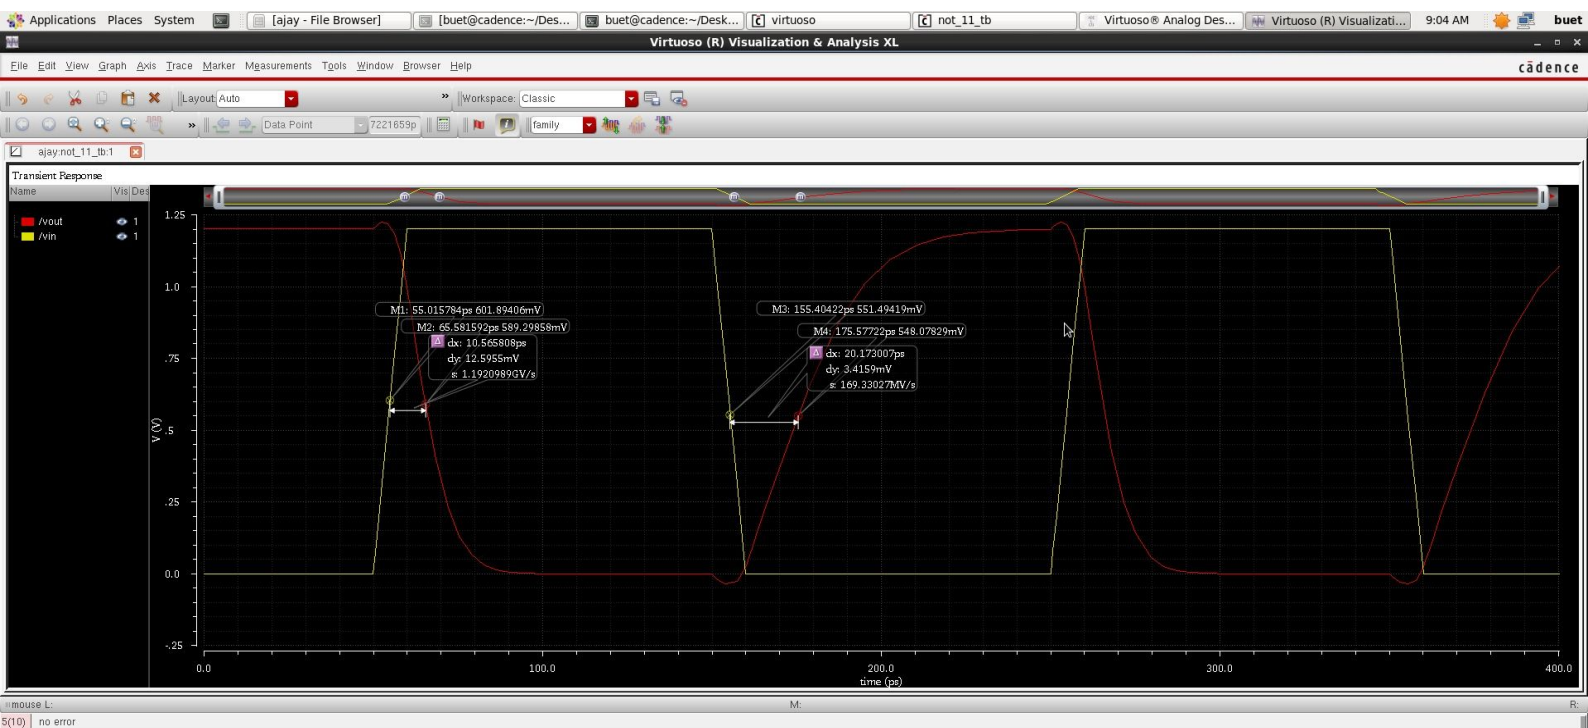 Applications Places System [ajay - File Browser] [buet@cadence:~/Des... buet@cadence:~/Desk... virtuoso not_11_tb Virtuoso® Analog Des... Virtuoso (R) Visualizati... 9:04 AM buet
Virtuoso (R) Visualization & Analysis XL
File Edit View Graph Axis Trace Marker Measurements Tools Window Browser Help cādence
Layout: Auto » Workspace: Classic
» Data Point 7221659p family
ajay:not_11_tb:1
Transient Response
Name Vis Des
/vout 1
/vin 1
1.25
1.0
.75
.5
.25
0.0
-.25
V (V)
M1: 55.015784ps 601.89406mV
M2: 65.581592ps 589.29858mV
dx: 10.565808ps
dy: 12.5955mV
s: 1.1920989GV/s
M3: 155.40422ps 551.49419mV
M4: 175.57722ps 548.07829mV
dx: 20.173007ps
dy: 3.4159mV
s: 169.33027MV/s
0.0 100.0 200.0 300.0 400.0
time (ps)
mouse L: M: R:
5(10) no error